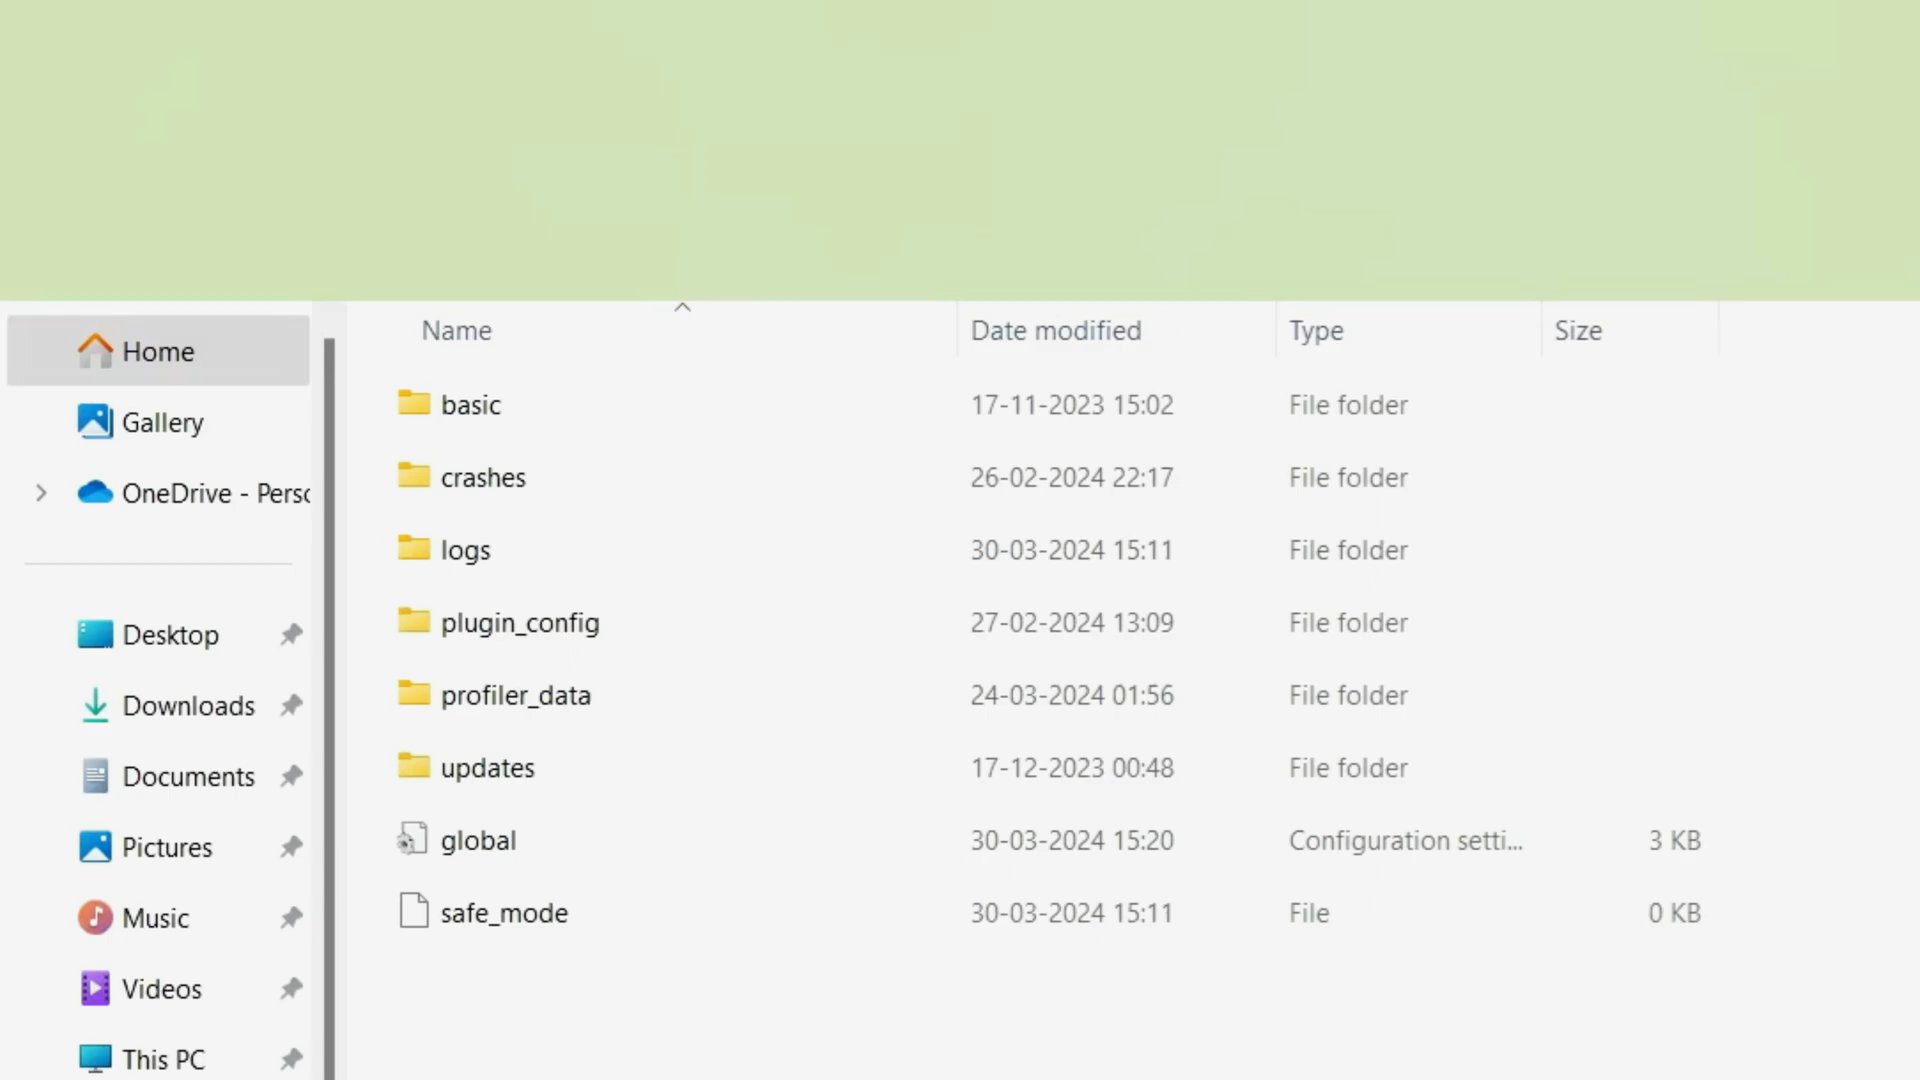 Home
Gallery
OneDrive - Perso
Desktop
Downloads
Documents
Pictures
Music
Videos
This PC
Name Date modified Type Size
basic 17-11-2023 15:02 File folder
crashes 26-02-2024 22:17 File folder
logs 30-03-2024 15:11 File folder
plugin_config 27-02-2024 13:09 File folder
profiler_data 24-03-2024 01:56 File folder
updates 17-12-2023 00:48 File folder
global 30-03-2024 15:20 Configuration setti... 3 KB
safe_mode 30-03-2024 15:11 File 0 KB